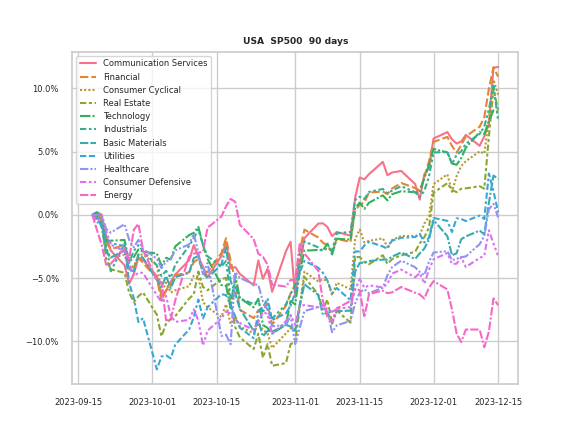 USA SP500 90 days
Communication Services
Financial
Consumer Cyclical
Real Estate
Technology
Industrials
Basic Materials
Utilities
Healthcare
Consumer Defensive
Energy
10.0%
5.0%
0.0%
−5.0%
−10.0%
2023-09-15
2023-10-01
2023-10-15
2023-11-01
2023-11-15
2023-12-01
2023-12-15